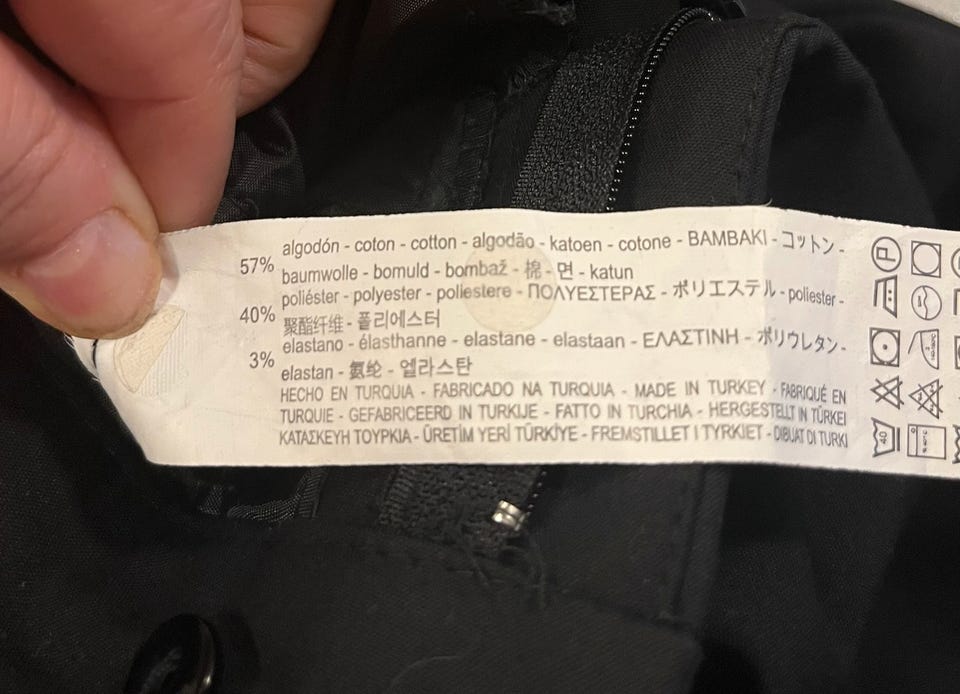 57% algodón - coton - cotton - algodão - katoen - cotone - ΒΑΜΒΑΚΙ - コットン -
baumwolle - bomuld - bombaž - 棉 - 면 - katun
40% poliéster - polyester - poliestere - ΠΟΛΥΕΣΤΕΡΑΣ - ポリエステル - poliester -
聚酯纤维 - 폴리에스터
3% elastano - élasthanne - elastane - elastaan - ΕΛΑΣΤΙΝΗ - ポリウレタン -
elastan - 氨纶 - 엘라스탄
HECHO EN TURQUIA - FABRICADO NA TURQUIA - MADE IN TURKEY - FABRIQUÉ EN
TURQUIE - GEFABRICEERD IN TURKIJE - FATTO IN TURCHIA - HERGESTELLT IN TÜRKEI
ΚΑΤΑΣΚΕΥΗ ΤΟΥΡΚΙΑ - ÜRETİM YERİ TÜRKİYE - FREMSTILLET I TYRKIET - DIBUAT DI TURKI
P
40